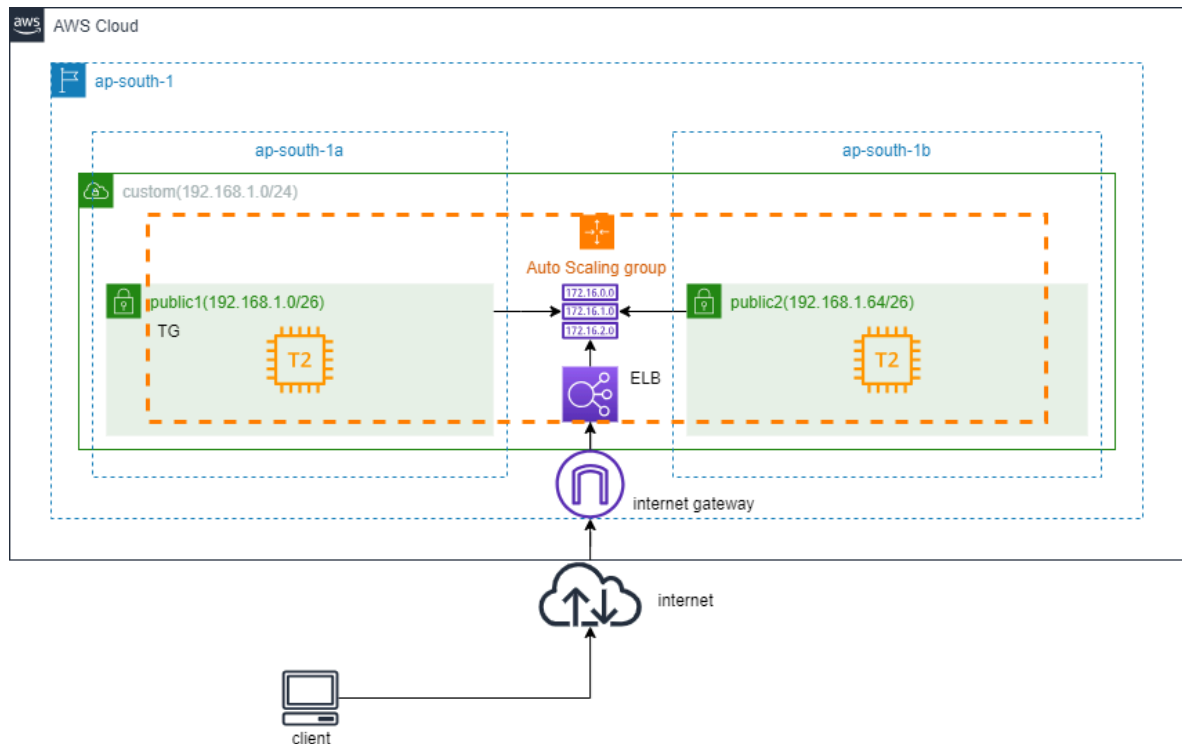 aws
AWS Cloud
ap-south-1
ap-south-1a
ap-south-1b
custom(192.168.1.0/24)
Auto Scaling group
172.16.0.0
172.16.1.0
172.16.2.0
public1(192.168.1.0/26)
TG
T2
public2(192.168.1.64/26)
T2
ELB
internet gateway
internet
client